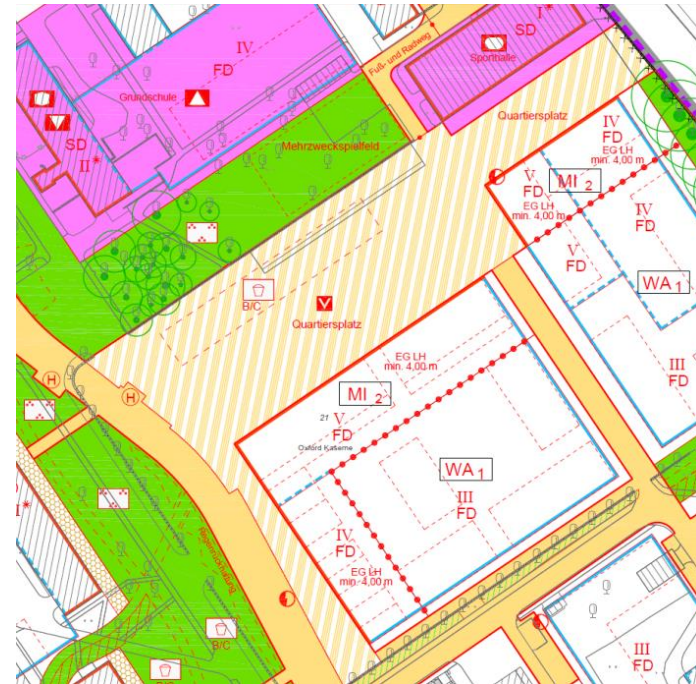 I*
SD
Sporthalle
Fuß- und Radweg
IV
FD
Grundschule
SD
II*
Mehrzweckspielfeld
Quartiersplatz
IV
FD
EG LH
min. 4,00 m
MI 2
V
FD
EG LH
min. 4,00 m
IV
FD
V
FD
WA 1
B/C
Quartiersplatz
III
FD
EG LH
min. 4,00 m
H
H
MI 2
21
V
FD
Oxford Kaserne
WA 1
III
FD
I*
IV
FD
EG LH
min. 4,00 m
Regenrückhaltung
B/C
III
FD